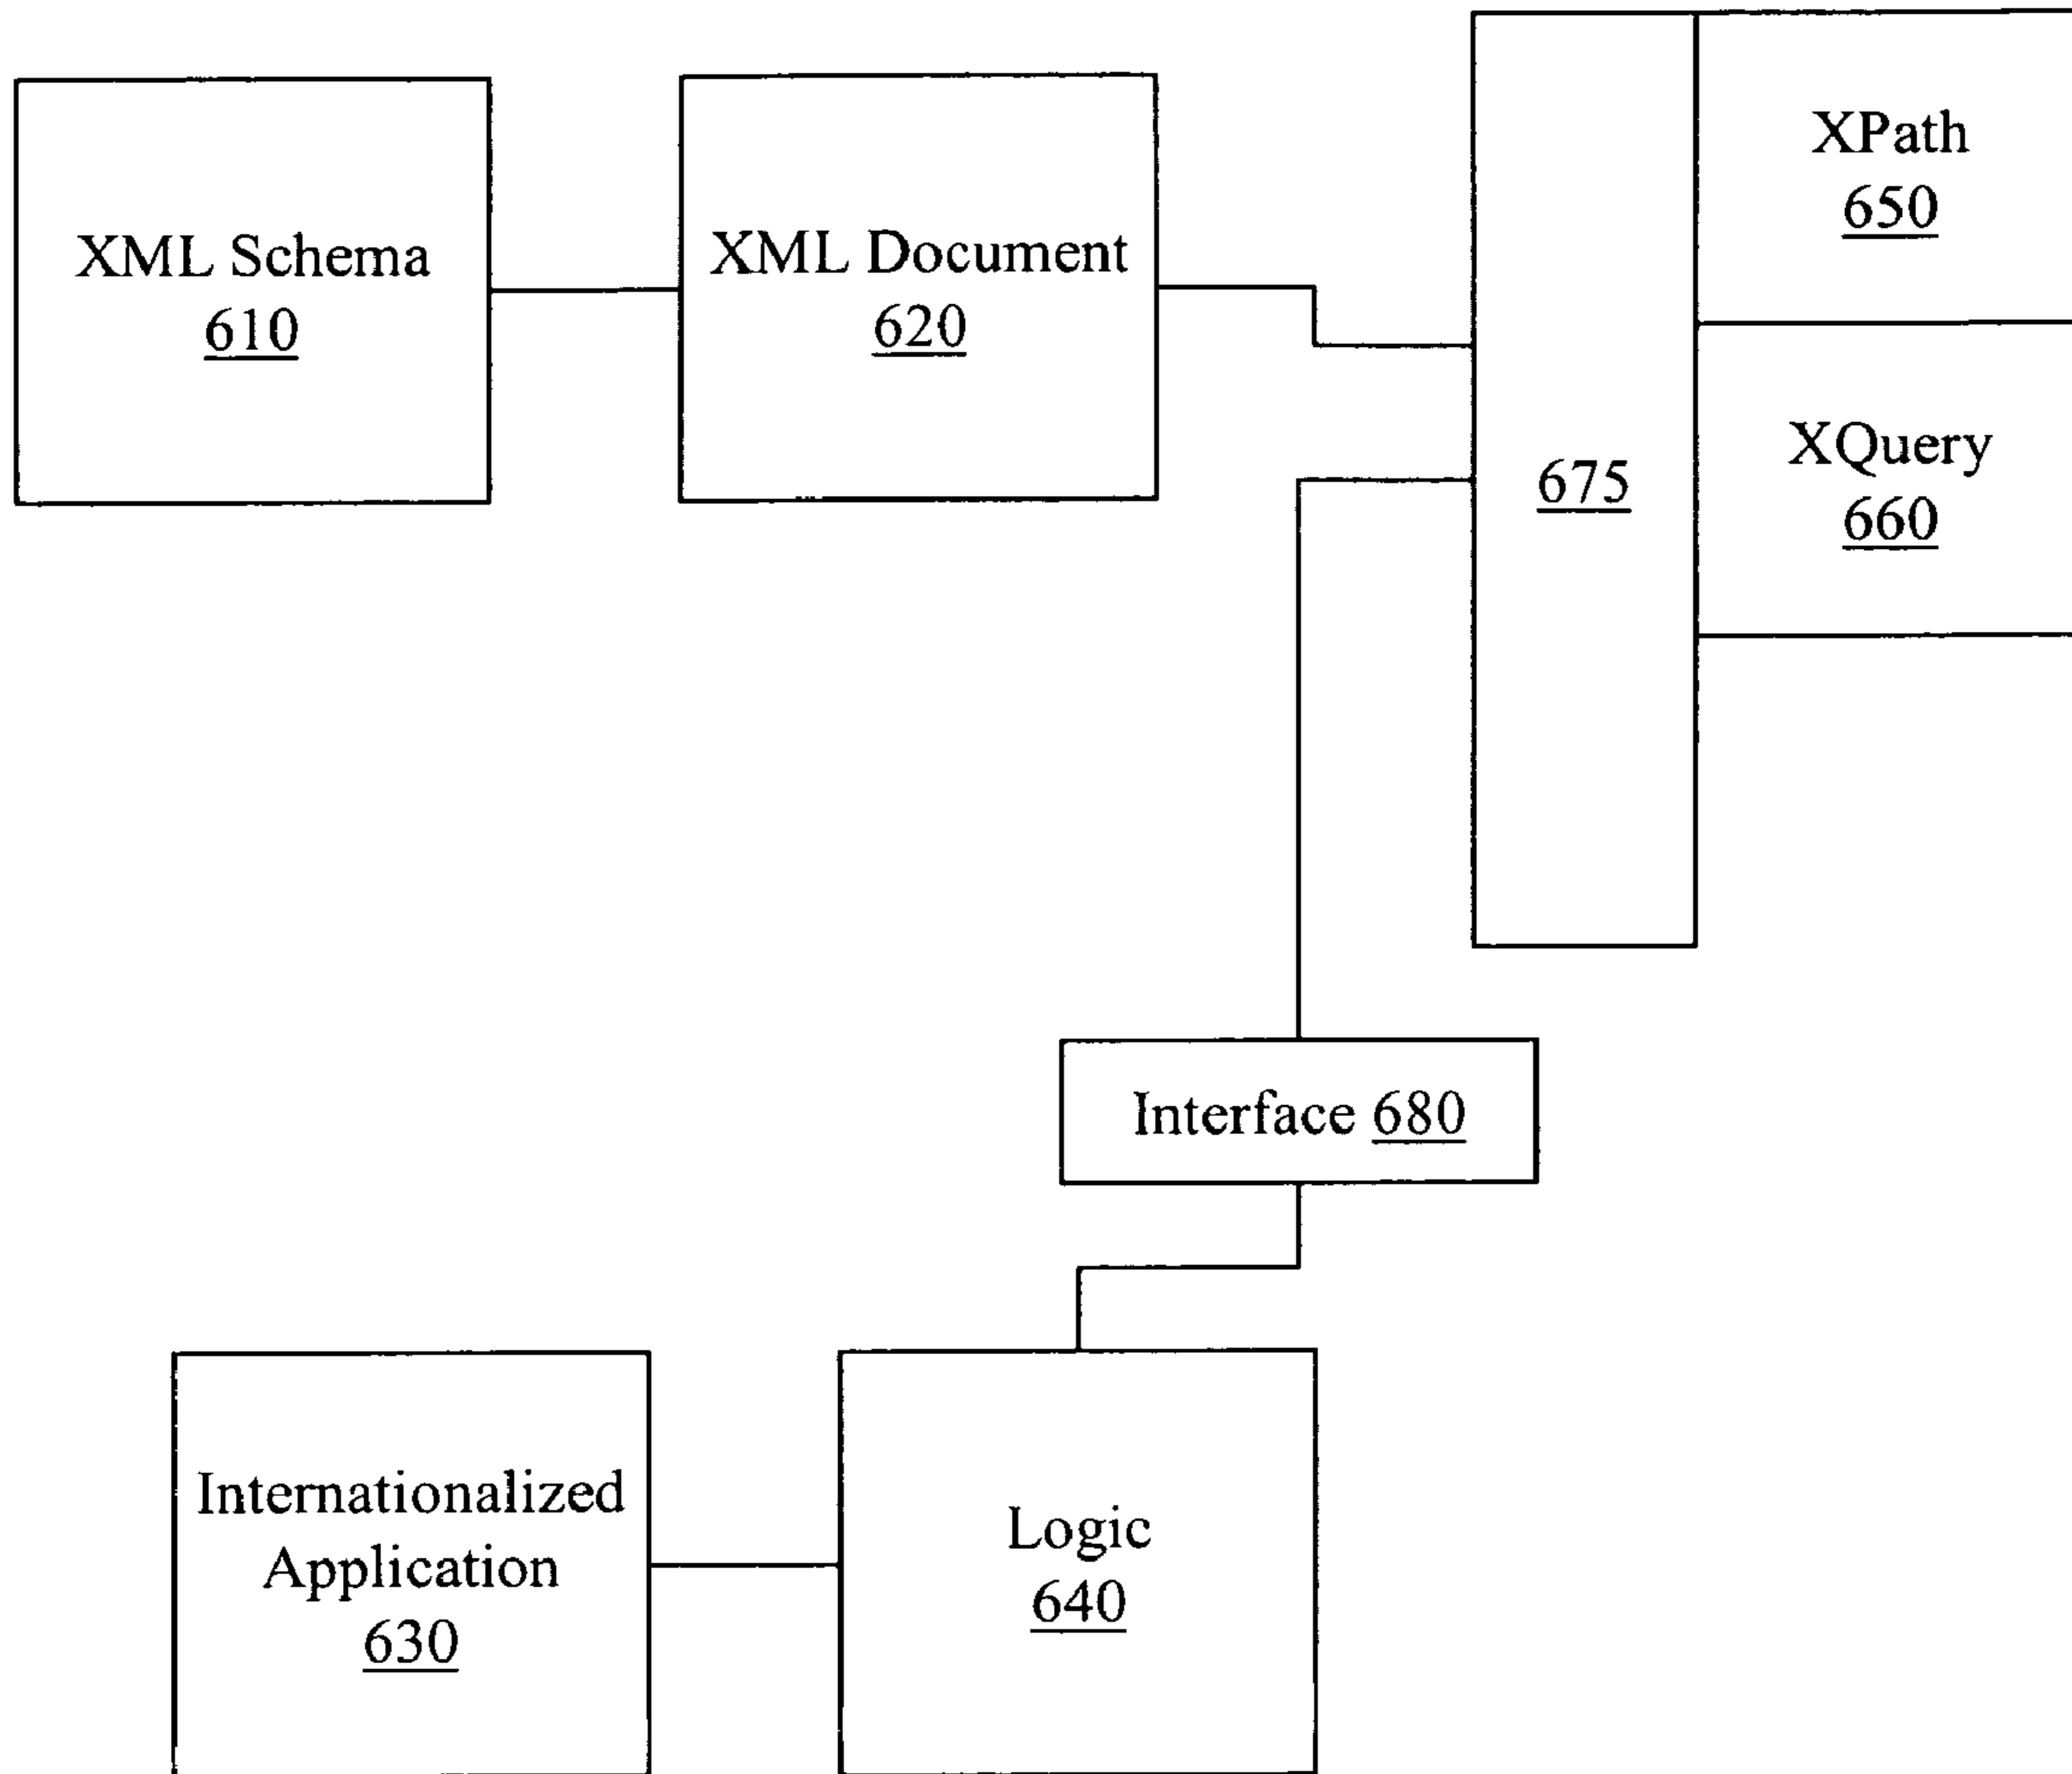 XML Schema
610
XML Document
620
XPath
650
XQuery
660
675
Interface 680
Internationalized
Application
630
Logic
640